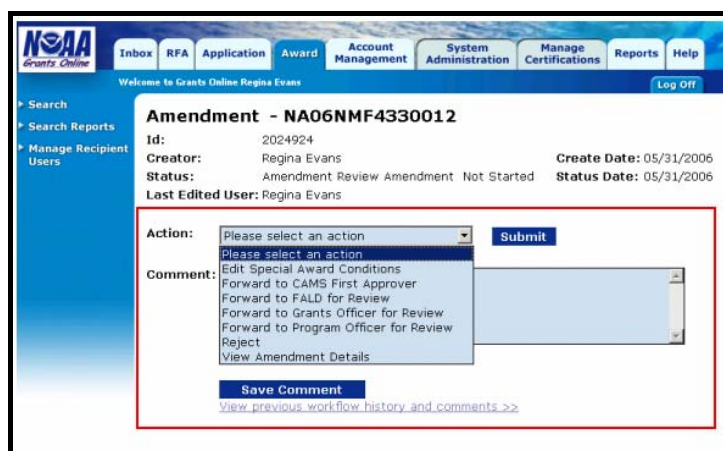 NOAA
Grants Online
Inbox RFA Application Award Account Management System Administration Manage Certifications Reports Help
Welcome to Grants Online Regina Evans Log Off
Search
Search Reports
Manage Recipient Users
Amendment - NA06NMF4330012
Id: 2024924
Creator: Regina Evans Create Date: 05/31/2006
Status: Amendment Review Amendment Not Started Status Date: 05/31/2006
Last Edited User: Regina Evans
Action: Please select an action Submit
Please select an action
Comment: Edit Special Award Conditions
Forward to CAMS First Approver
Forward to FALD for Review
Forward to Grants Officer for Review
Forward to Program Officer for Review
Reject
View Amendment Details
Save Comment
View previous workflow history and comments >>